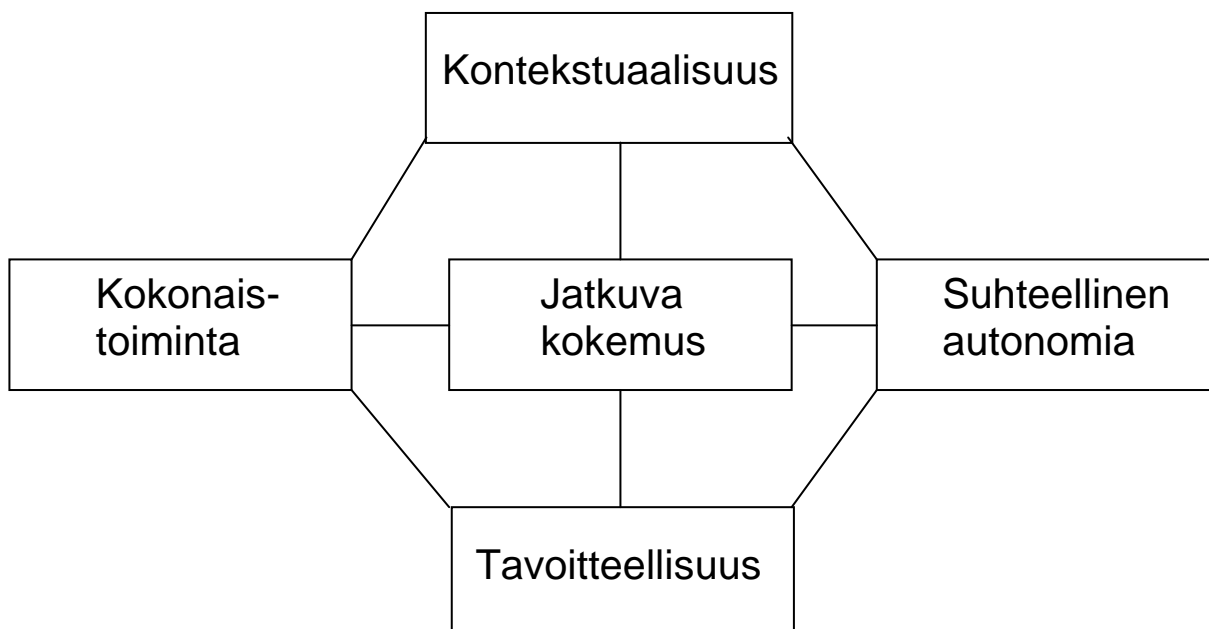 Kontekstuaalisuus
Kokonais-
toiminta
Jatkuva
kokemus
Suhteellinen
autonomia
Tavoitteellisuus